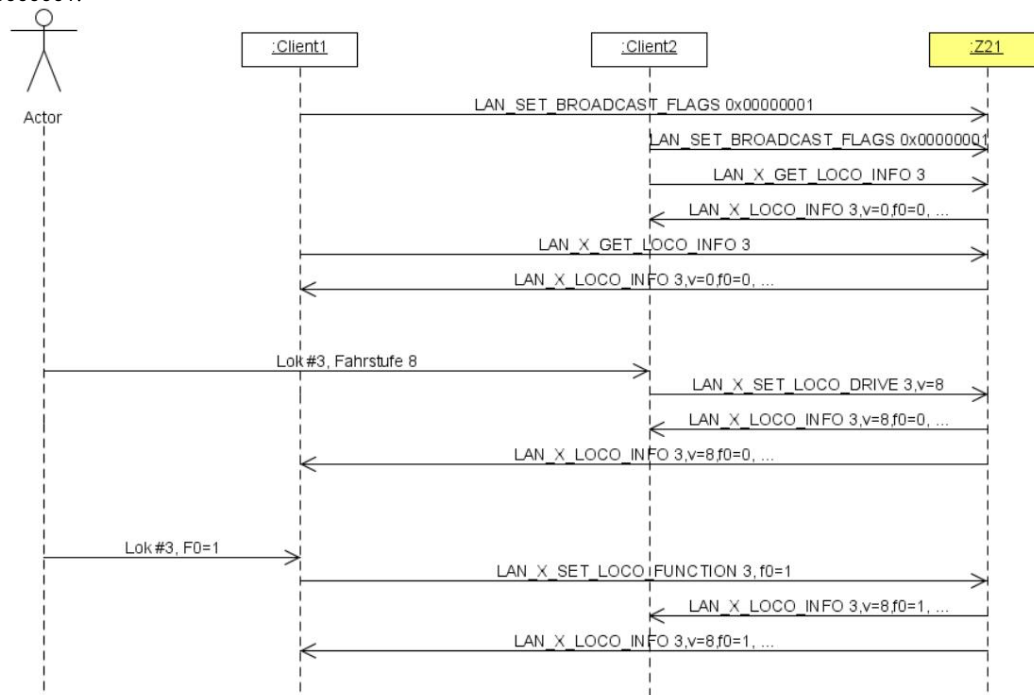 :Client1
:Client2
:Z21
Actor
LAN_SET_BROADCAST_FLAGS 0x00000001
LAN_SET_BROADCAST_FLAGS 0x00000001
LAN_X_GET_LOCO_INFO 3
LAN_X_LOCO_INFO 3,v=0,f0=0, ...
LAN_X_GET_LOCO_INFO 3
LAN_X_LOCO_INFO 3,v=0,f0=0, ...
Lok #3, Fahrstufe 8
LAN_X_SET_LOCO_DRIVE 3,v=8
LAN_X_LOCO_INFO 3,v=8,f0=0, ...
LAN_X_LOCO_INFO 3,v=8,f0=0, ...
Lok #3, F0=1
LAN_X_SET_LOCO_FUNCTION 3, f0=1
LAN_X_LOCO_INFO 3,v=8,f0=1, ...
LAN_X_LOCO_INFO 3,v=8,f0=1, ...